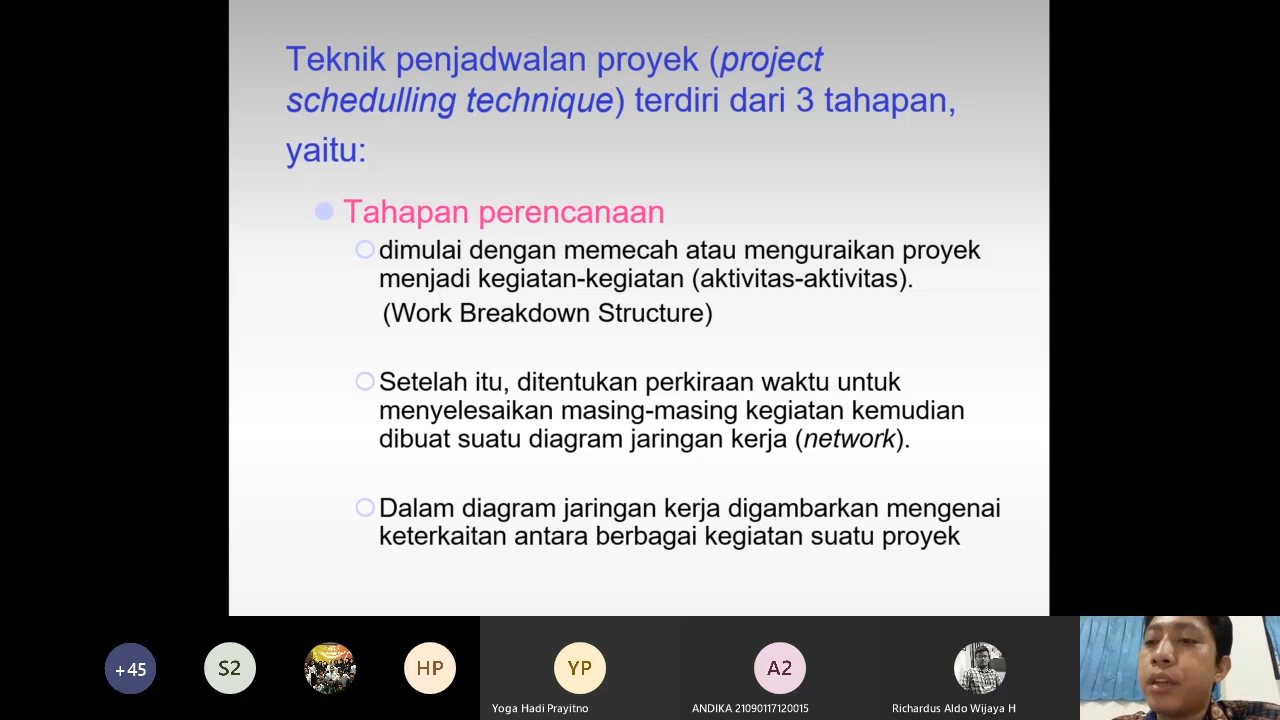 Teknik penjadwalan proyek (project
schedulling technique) terdiri dari 3 tahapan,
yaitu:
Tahapan perencanaan
dimulai dengan memecah atau menguraikan proyek
menjadi kegiatan-kegiatan (aktivitas-aktivitas).
(Work Breakdown Structure)
Setelah itu, ditentukan perkiraan waktu untuk
menyelesaikan masing-masing kegiatan kemudian
dibuat suatu diagram jaringan kerja (network).
Dalam diagram jaringan kerja digambarkan mengenai
keterkaitan antara berbagai kegiatan suatu proyek
+45
S2
HP
YP
A2
Yoga Hadi Prayitno
ANDIKA 21090117120015
Richardus Aldo Wijaya H